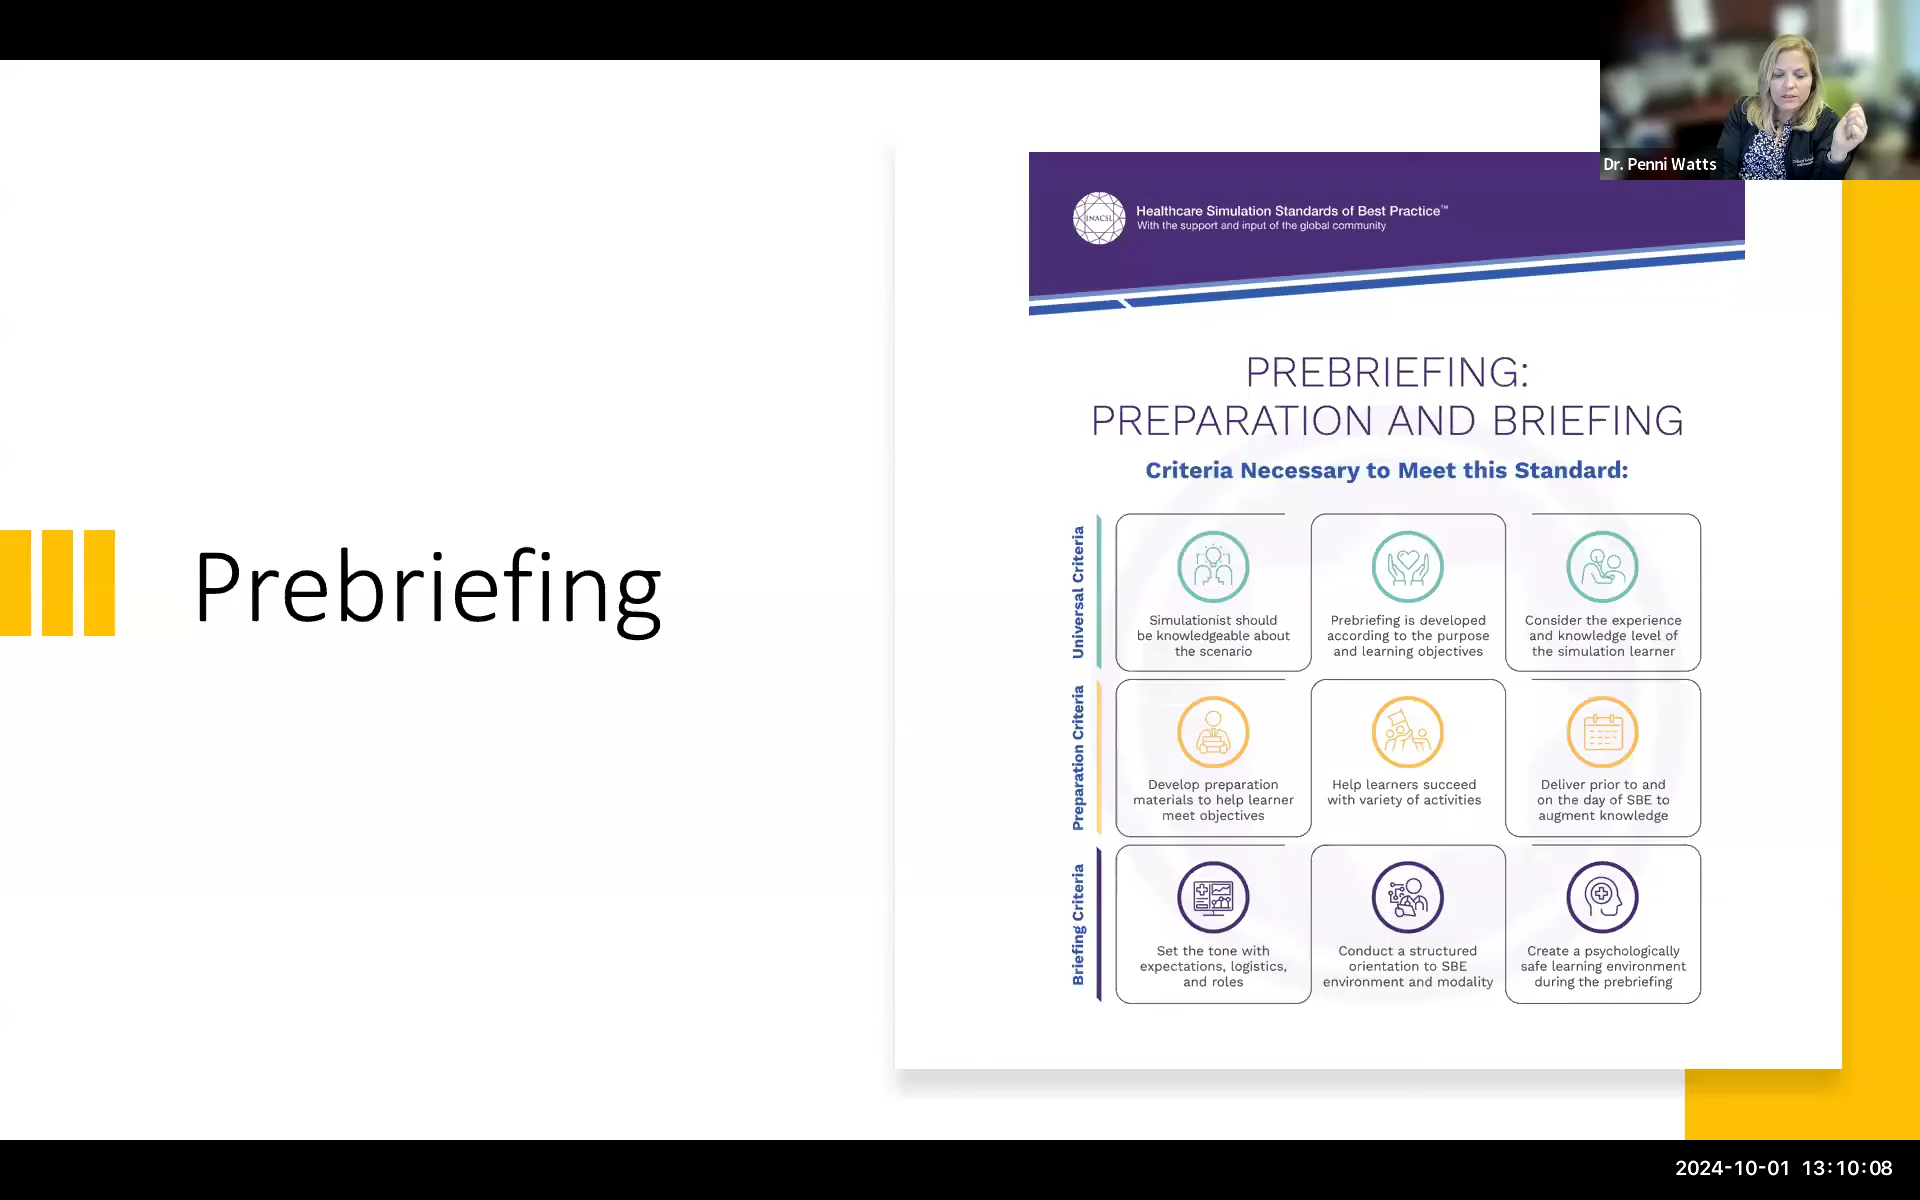 Dr. Penni Watts
INACSL
Healthcare Simulation Standards of Best Practice™
With the support and input of the global community
PREBRIEFING:
PREPARATION AND BRIEFING
Criteria Necessary to Meet this Standard:
Prebriefing
Universal Criteria
Simulationist should
be knowledgeable about
the scenario
Prebriefing is developed
according to the purpose
and learning objectives
Consider the experience
and knowledge level of
the simulation learner
Preparation Criteria
Develop preparation
materials to help learner
meet objectives
Help learners succeed
with variety of activities
Deliver prior to and
on the day of SBE to
augment knowledge
Briefing Criteria
Set the tone with
expectations, logistics,
and roles
Conduct a structured
orientation to SBE
environment and modality
Create a psychologically
safe learning environment
during the prebriefing
2024-10-01 13:10:08